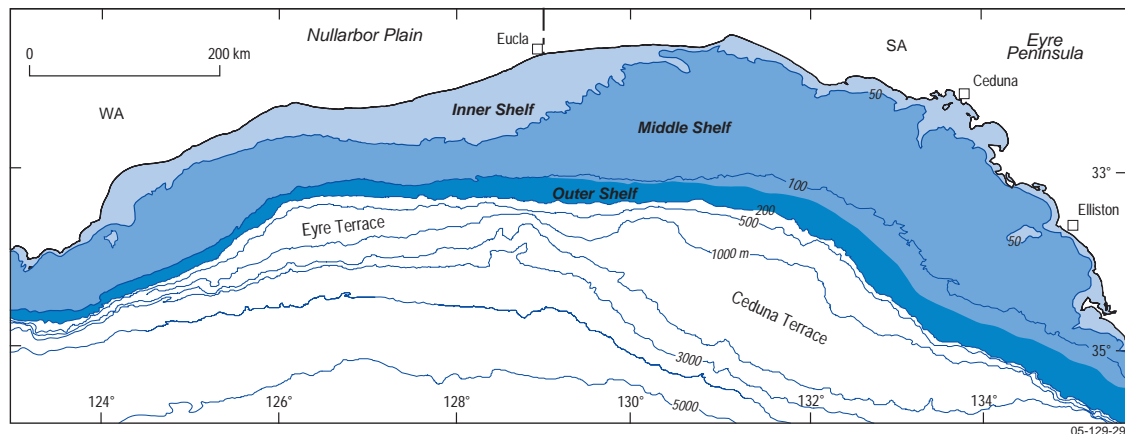 0
200 km
Nullarbor Plain
Eucla
SA
Eyre
Peninsula
WA
Inner Shelf
50
Ceduna
Middle Shelf
33°
100
Outer Shelf
200
Eyre Terrace
500
Elliston
50
1000 m
Ceduna Terrace
3000
35°
5000
124°
126°
128°
130°
132°
134°
05-129-29